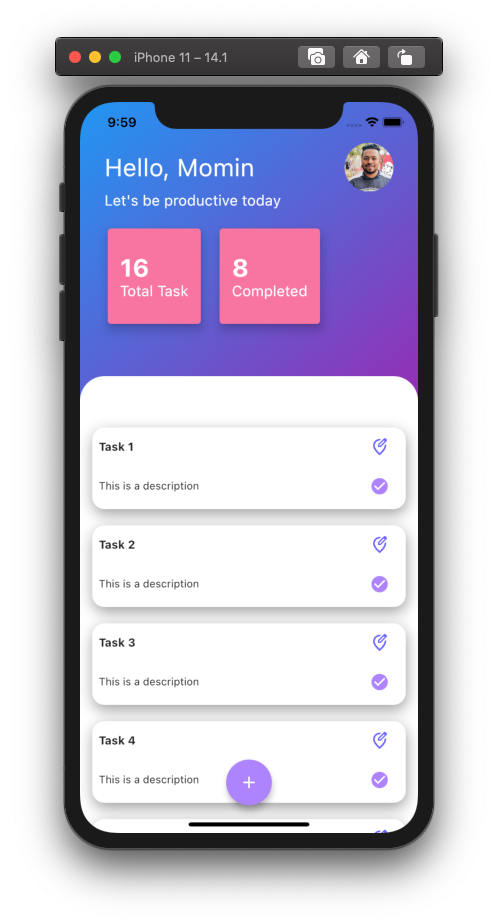 iPhone 11 – 14.1
9:59
Hello, Momin
Let's be productive today
16
Total Task
8
Completed
Task 1
This is a description
Task 2
This is a description
Task 3
This is a description
Task 4
This is a description